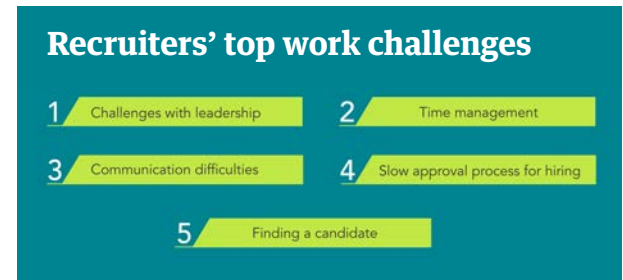 Recruiters’ top work challenges
1 Challenges with leadership
2 Time management
3 Communication difficulties
4 Slow approval process for hiring
5 Finding a candidate